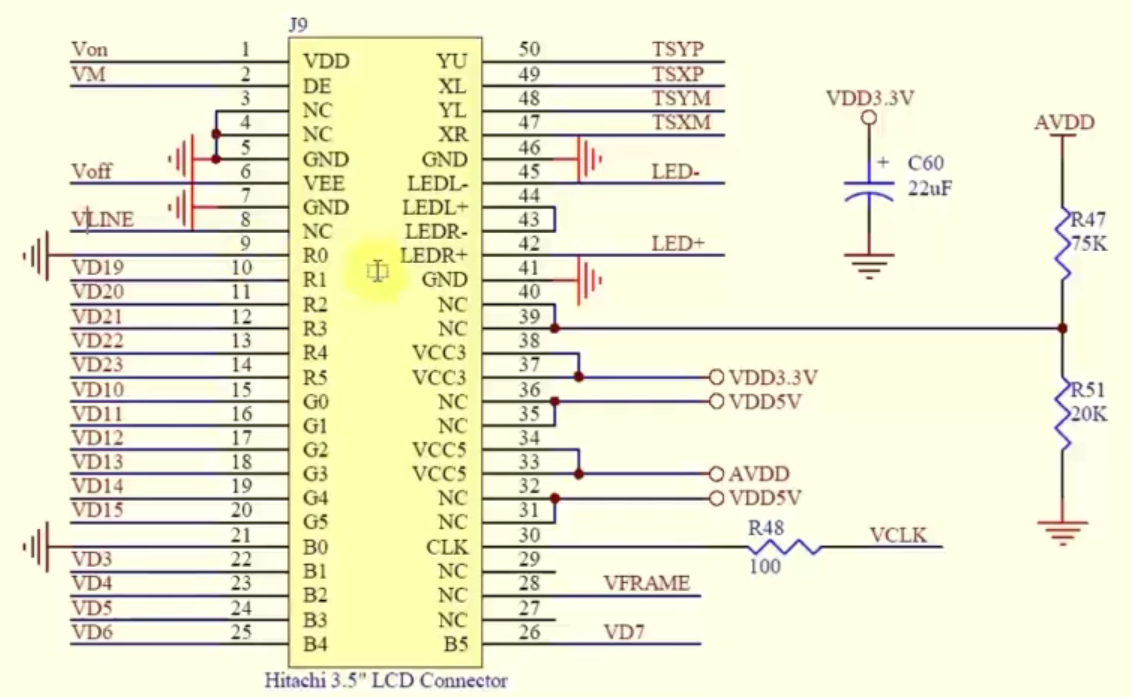 J9
Von 1 VDD YU 50 TSYP
VM 2 DE XL 49 TSXP
3 NC YL 48 TSYM
4 NC XR 47 TSXM
5 GND GND 46
Voff 6 VEE LEDL- 45 LED-
7 GND LEDL+ 44
VLINE 8 NC LEDR- 43
9 R0 LEDR+ 42 LED+
VD19 10 R1 GND 41
VD20 11 R2 NC 40
VD21 12 R3 NC 39
VD22 13 R4 VCC3 38
VD23 14 R5 VCC3 37 VDD3.3V
VD10 15 G0 NC 36 VDD5V
VD11 16 G1 NC 35
VD12 17 G2 VCC5 34
VD13 18 G3 VCC5 33 AVDD
VD14 19 G4 NC 32 VDD5V
VD15 20 G5 NC 31
21 B0 CLK 30 R48 100 VCLK
VD3 22 B1 NC 29
VD4 23 B2 NC 28 VFRAME
VD5 24 B3 NC 27
VD6 25 B4 B5 26 VD7
Hitachi 3.5" LCD Connector
VDD3.3V
+ C60
22uF
AVDD
R47
75K
R51
20K